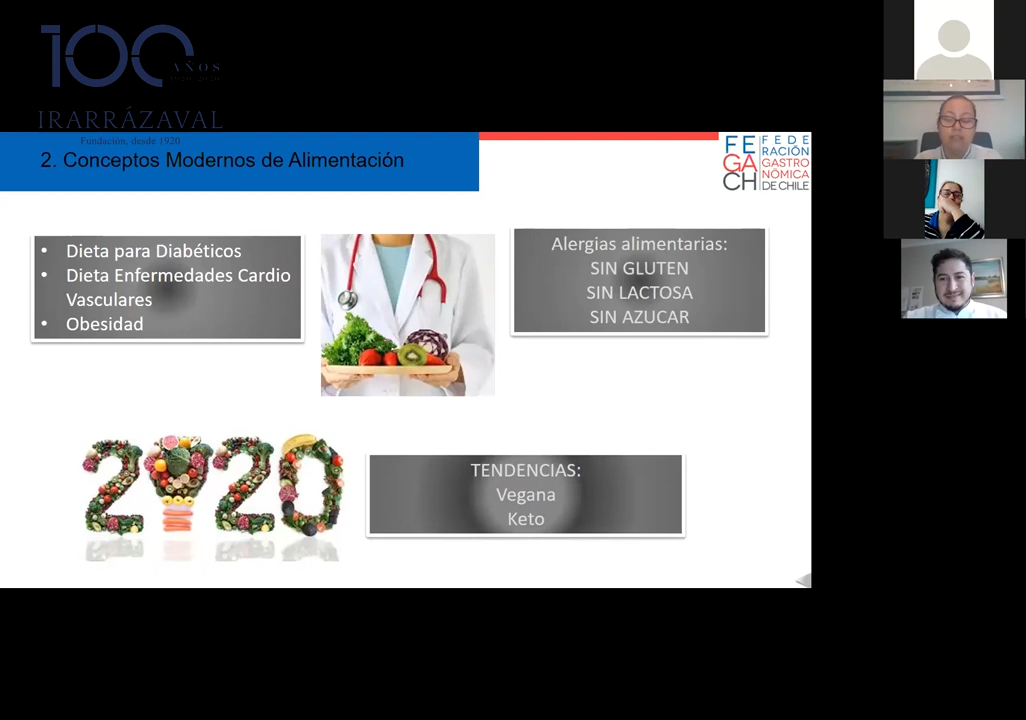 100
AÑOS
IRARRÁZAVAL
Fundación, desde 1920
2. Conceptos Modernos de Alimentación
FE
GA
CH
FEDE
RACIÓN
GASTRO
NÓMICA
DE CHILE
• Dieta para Diabéticos
• Dieta Enfermedades Cardio
Vasculares
• Obesidad
Alergias alimentarias:
SIN GLUTEN
SIN LACTOSA
SIN AZUCAR
2020
TENDENCIAS:
Vegana
Keto